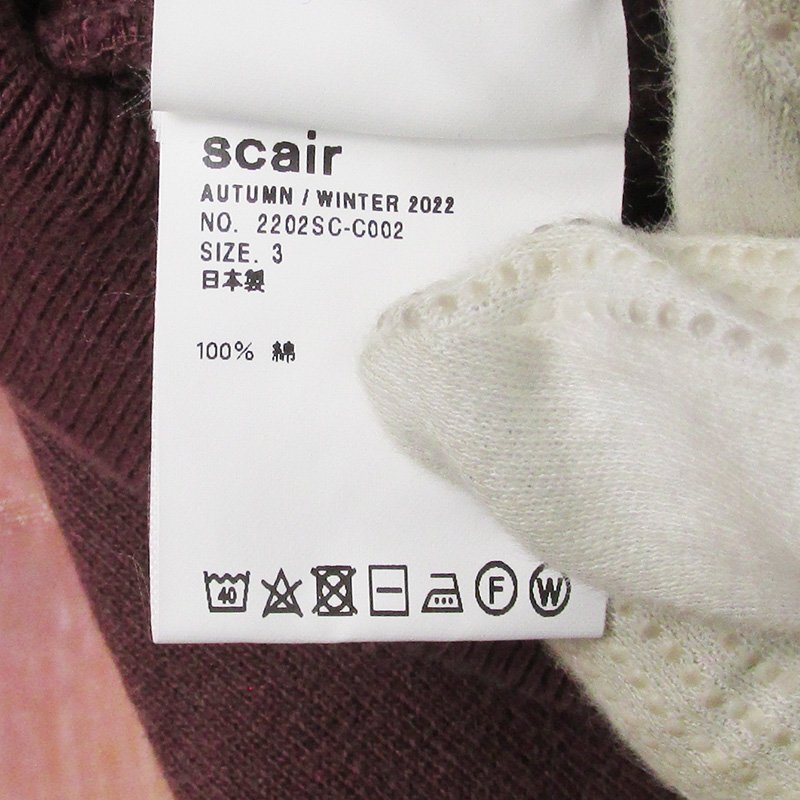 scair
AUTUMN / WINTER 2022
NO. 2202SC-C002
SIZE. 3
日本製
100% 綿
40 F W